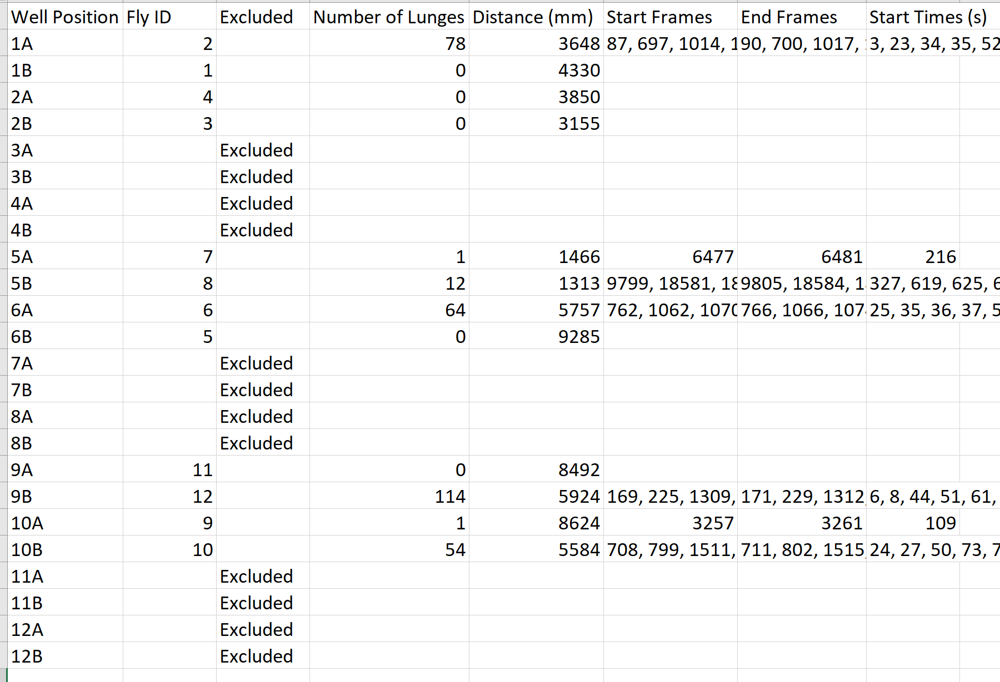 Well Position Fly ID Excluded Number of Lunges Distance (mm) Start Frames End Frames Start Times (s)
1A 2 78 3648 87, 697, 1014, 1 90, 700, 1017, 3, 23, 34, 35, 52
1B 1 0 4330
2A 4 0 3850
2B 3 0 3155
3A Excluded
3B Excluded
4A Excluded
4B Excluded
5A 7 1 1466 6477 6481 216
5B 8 12 1313 9799, 18581, 18 9805, 18584, 1 327, 619, 625, 6
6A 6 64 5757 762, 1062, 1070 766, 1066, 107 25, 35, 36, 37, 5
6B 5 0 9285
7A Excluded
7B Excluded
8A Excluded
8B Excluded
9A 11 0 8492
9B 12 114 5924 169, 225, 1309, 171, 229, 1312, 6, 8, 44, 51, 61,
10A 9 1 8624 3257 3261 109
10B 10 54 5584 708, 799, 1511, 711, 802, 1515, 24, 27, 50, 73, 7
11A Excluded
11B Excluded
12A Excluded
12B Excluded